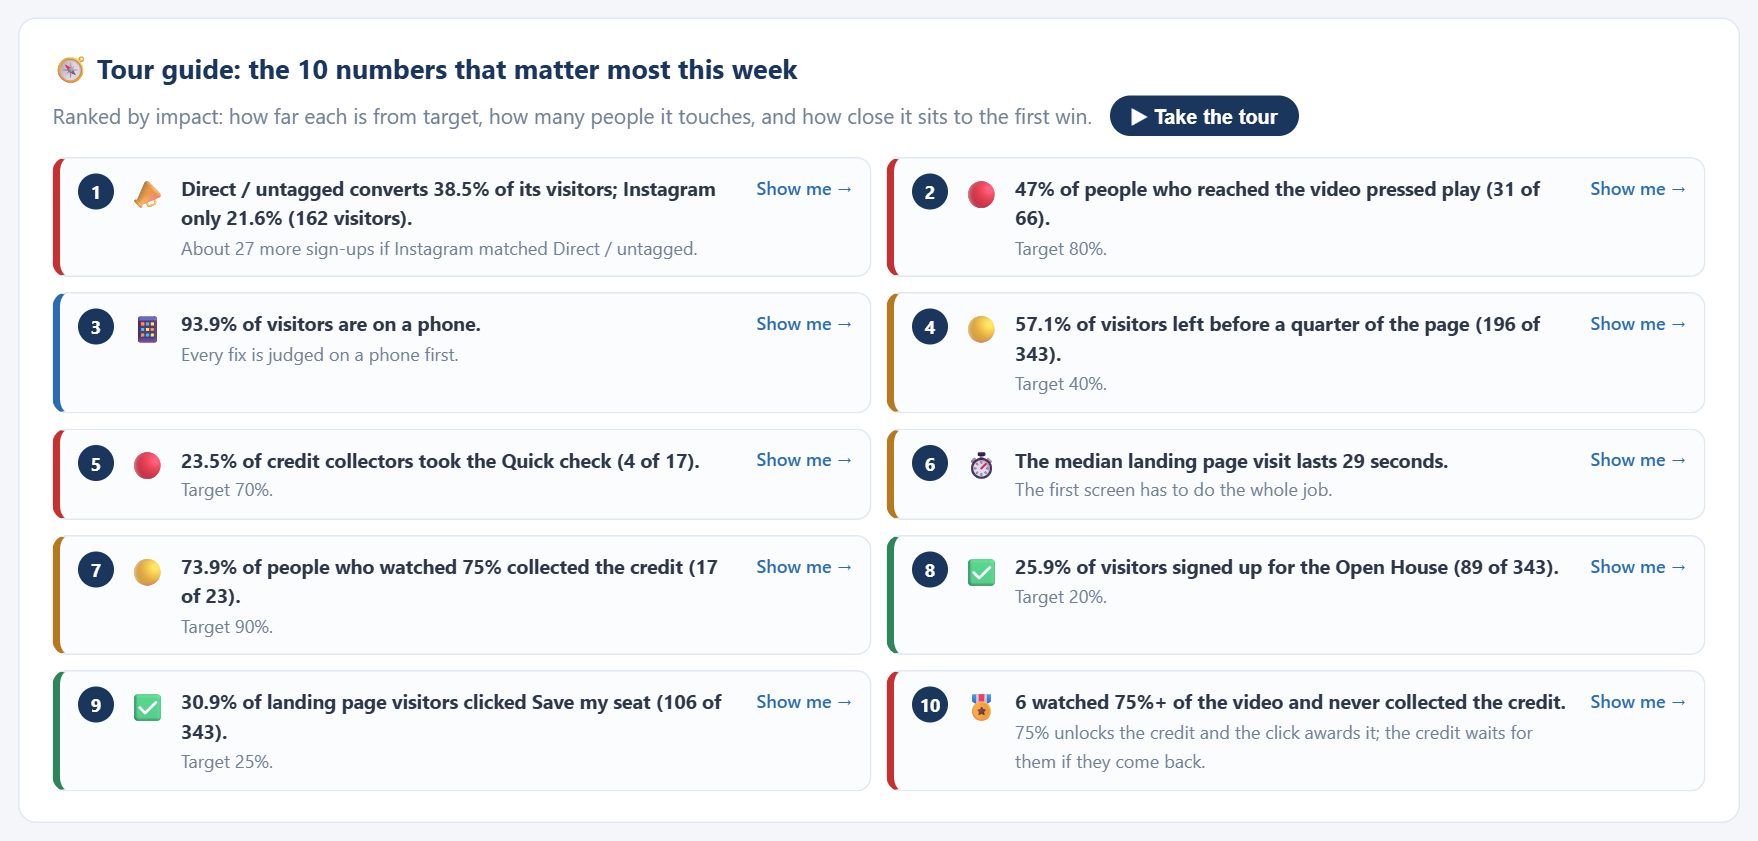 Tour guide: the 10 numbers that matter most this week
Ranked by impact: how far each is from target, how many people it touches, and how close it sits to the first win.
▶ Take the tour
1
Direct / untagged converts 38.5% of its visitors; Instagram
only 21.6% (162 visitors).
About 27 more sign-ups if Instagram matched Direct / untagged.
Show me →
2
47% of people who reached the video pressed play (31 of
66).
Target 80%.
Show me →
3
93.9% of visitors are on a phone.
Every fix is judged on a phone first.
Show me →
4
57.1% of visitors left before a quarter of the page (196 of
343).
Target 40%.
Show me →
5
23.5% of credit collectors took the Quick check (4 of 17).
Target 70%.
Show me →
6
The median landing page visit lasts 29 seconds.
The first screen has to do the whole job.
Show me →
7
73.9% of people who watched 75% collected the credit (17
of 23).
Target 90%.
Show me →
8
25.9% of visitors signed up for the Open House (89 of 343).
Target 20%.
Show me →
9
30.9% of landing page visitors clicked Save my seat (106 of
343).
Target 25%.
Show me →
10
6 watched 75%+ of the video and never collected the credit.
75% unlocks the credit and the click awards it; the credit waits for
them if they come back.
Show me →